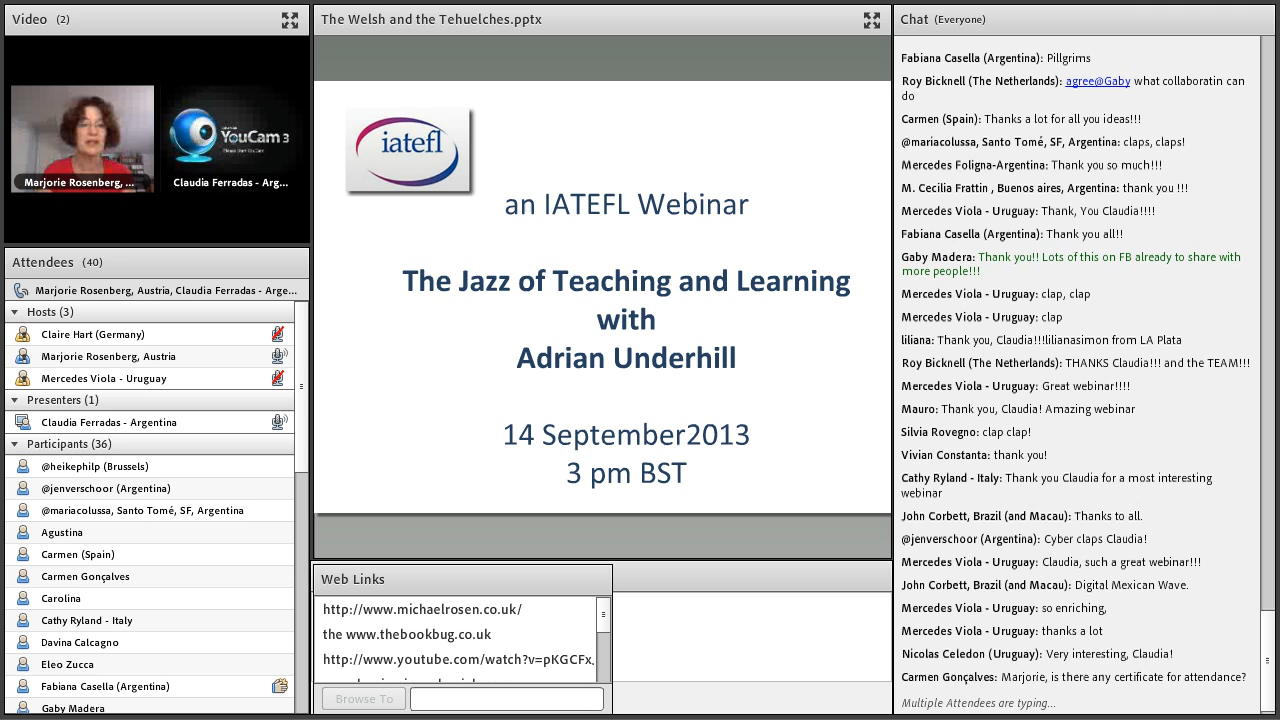 Video (2)
Marjorie Rosenberg, ...
YouCam 3
Claudia Ferradas - Arg...
Attendees (40)
Marjorie Rosenberg, Austria, Claudia Ferradas - Arge...
Hosts (3)
Claire Hart (Germany)
Marjorie Rosenberg, Austria
Mercedes Viola - Uruguay
Presenters (1)
Claudia Ferradas - Argentina
Participants (36)
@heikephilp (Brussels)
@jenverschoor (Argentina)
@mariacolussa, Santo Tomé, SF, Argentina
Agustina
Carmen (Spain)
Carmen Gonçalves
Carolina
Cathy Ryland - Italy
Davina Calcagno
Eleo Zucca
Fabiana Casella (Argentina)
Gaby Madera
The Welsh and the Tehuelches.pptx
iatefl
an IATEFL Webinar
The Jazz of Teaching and Learning
with
Adrian Underhill
14 September2013
3 pm BST
Web Links
http://www.michaelrosen.co.uk/
the www.thebookbug.co.uk
http://www.youtube.com/watch?v=pKGCFx
Browse To
Chat (Everyone)
Fabiana Casella (Argentina): Pillgrims
Roy Bicknell (The Netherlands): agree@Gaby what collaboratin can
do
Carmen (Spain): Thanks a lot for all you ideas!!!
@mariacolussa, Santo Tomé, SF, Argentina: claps, claps!
Mercedes Foligna-Argentina: Thank you so much!!!
M. Cecilia Frattin , Buenos aires, Argentina: thank you !!!
Mercedes Viola - Uruguay: Thank, You Claudia!!!!
Fabiana Casella (Argentina): Thank you all!!
Gaby Madera: Thank you!! Lots of this on FB already to share with
more people!!!
Mercedes Viola - Uruguay: clap, clap
Mercedes Viola - Uruguay: clap
liliana: Thank you, Claudia!!!lilianasimon from LA Plata
Roy Bicknell (The Netherlands): THANKS Claudia!!! and the TEAM!!!
Mercedes Viola - Uruguay: Great webinar!!!!
Mauro: Thank you, Claudia! Amazing webinar
Silvia Rovegno: clap clap!
Vivian Constanta: thank you!
Cathy Ryland - Italy: Thank you Claudia for a most interesting
webinar
John Corbett, Brazil (and Macau): Thanks to all.
@jenverschoor (Argentina): Cyber claps Claudia!
Mercedes Viola - Uruguay: Claudia, such a great webinar!!!
John Corbett, Brazil (and Macau): Digital Mexican Wave.
Mercedes Viola - Uruguay: so enriching,
Mercedes Viola - Uruguay: thanks a lot
Nicolas Celedon (Uruguay): Very interesting, Claudia!
Carmen Gonçalves: Marjorie, is there any certificate for attendance?
Multiple Attendees are typing...